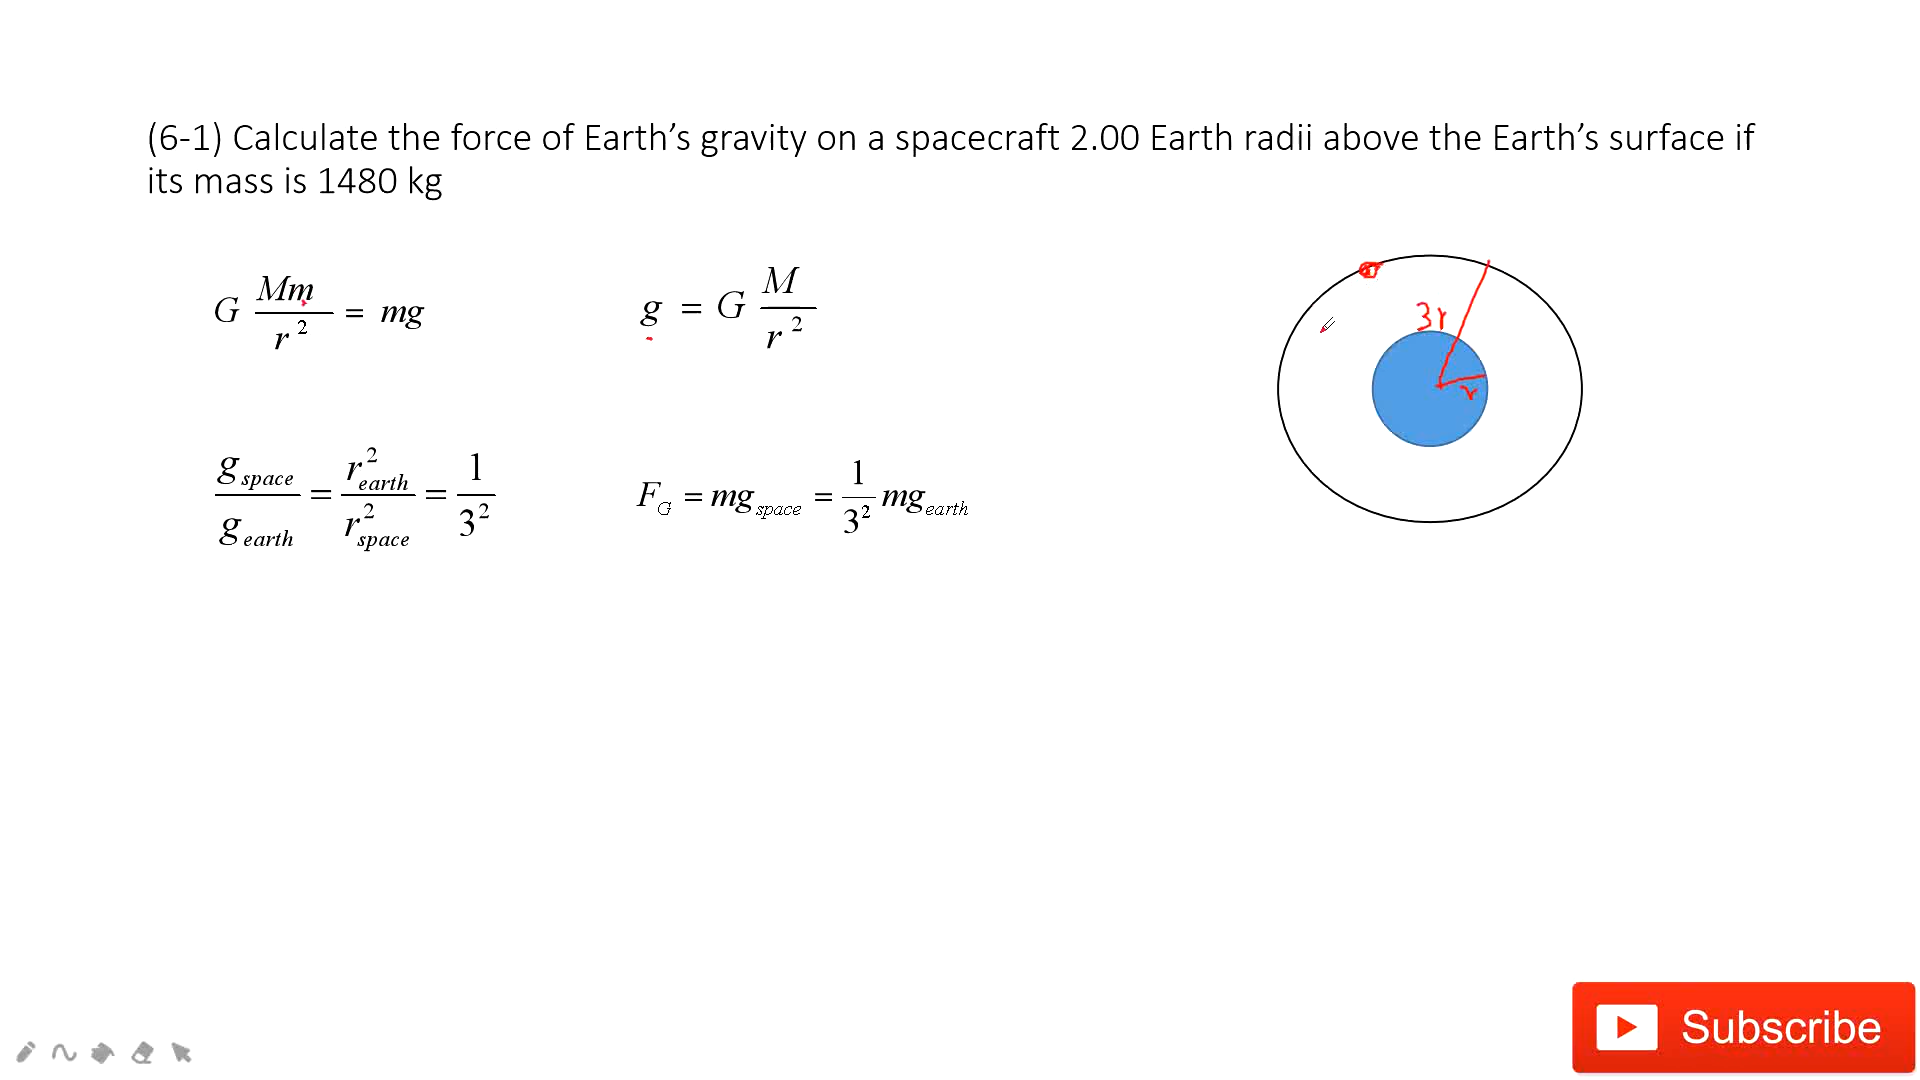 (6-1) Calculate the force of Earth’s gravity on a spacecraft 2.00 Earth radii above the Earth’s surface if
its mass is 1480 kg
G Mm / r² = mg
g = G M / r²
3r
r
g_space / g_earth = r²_earth / r²_space = 1 / 3²
F_G = mg_space = 1 / 3² mg_earth
Subscribe